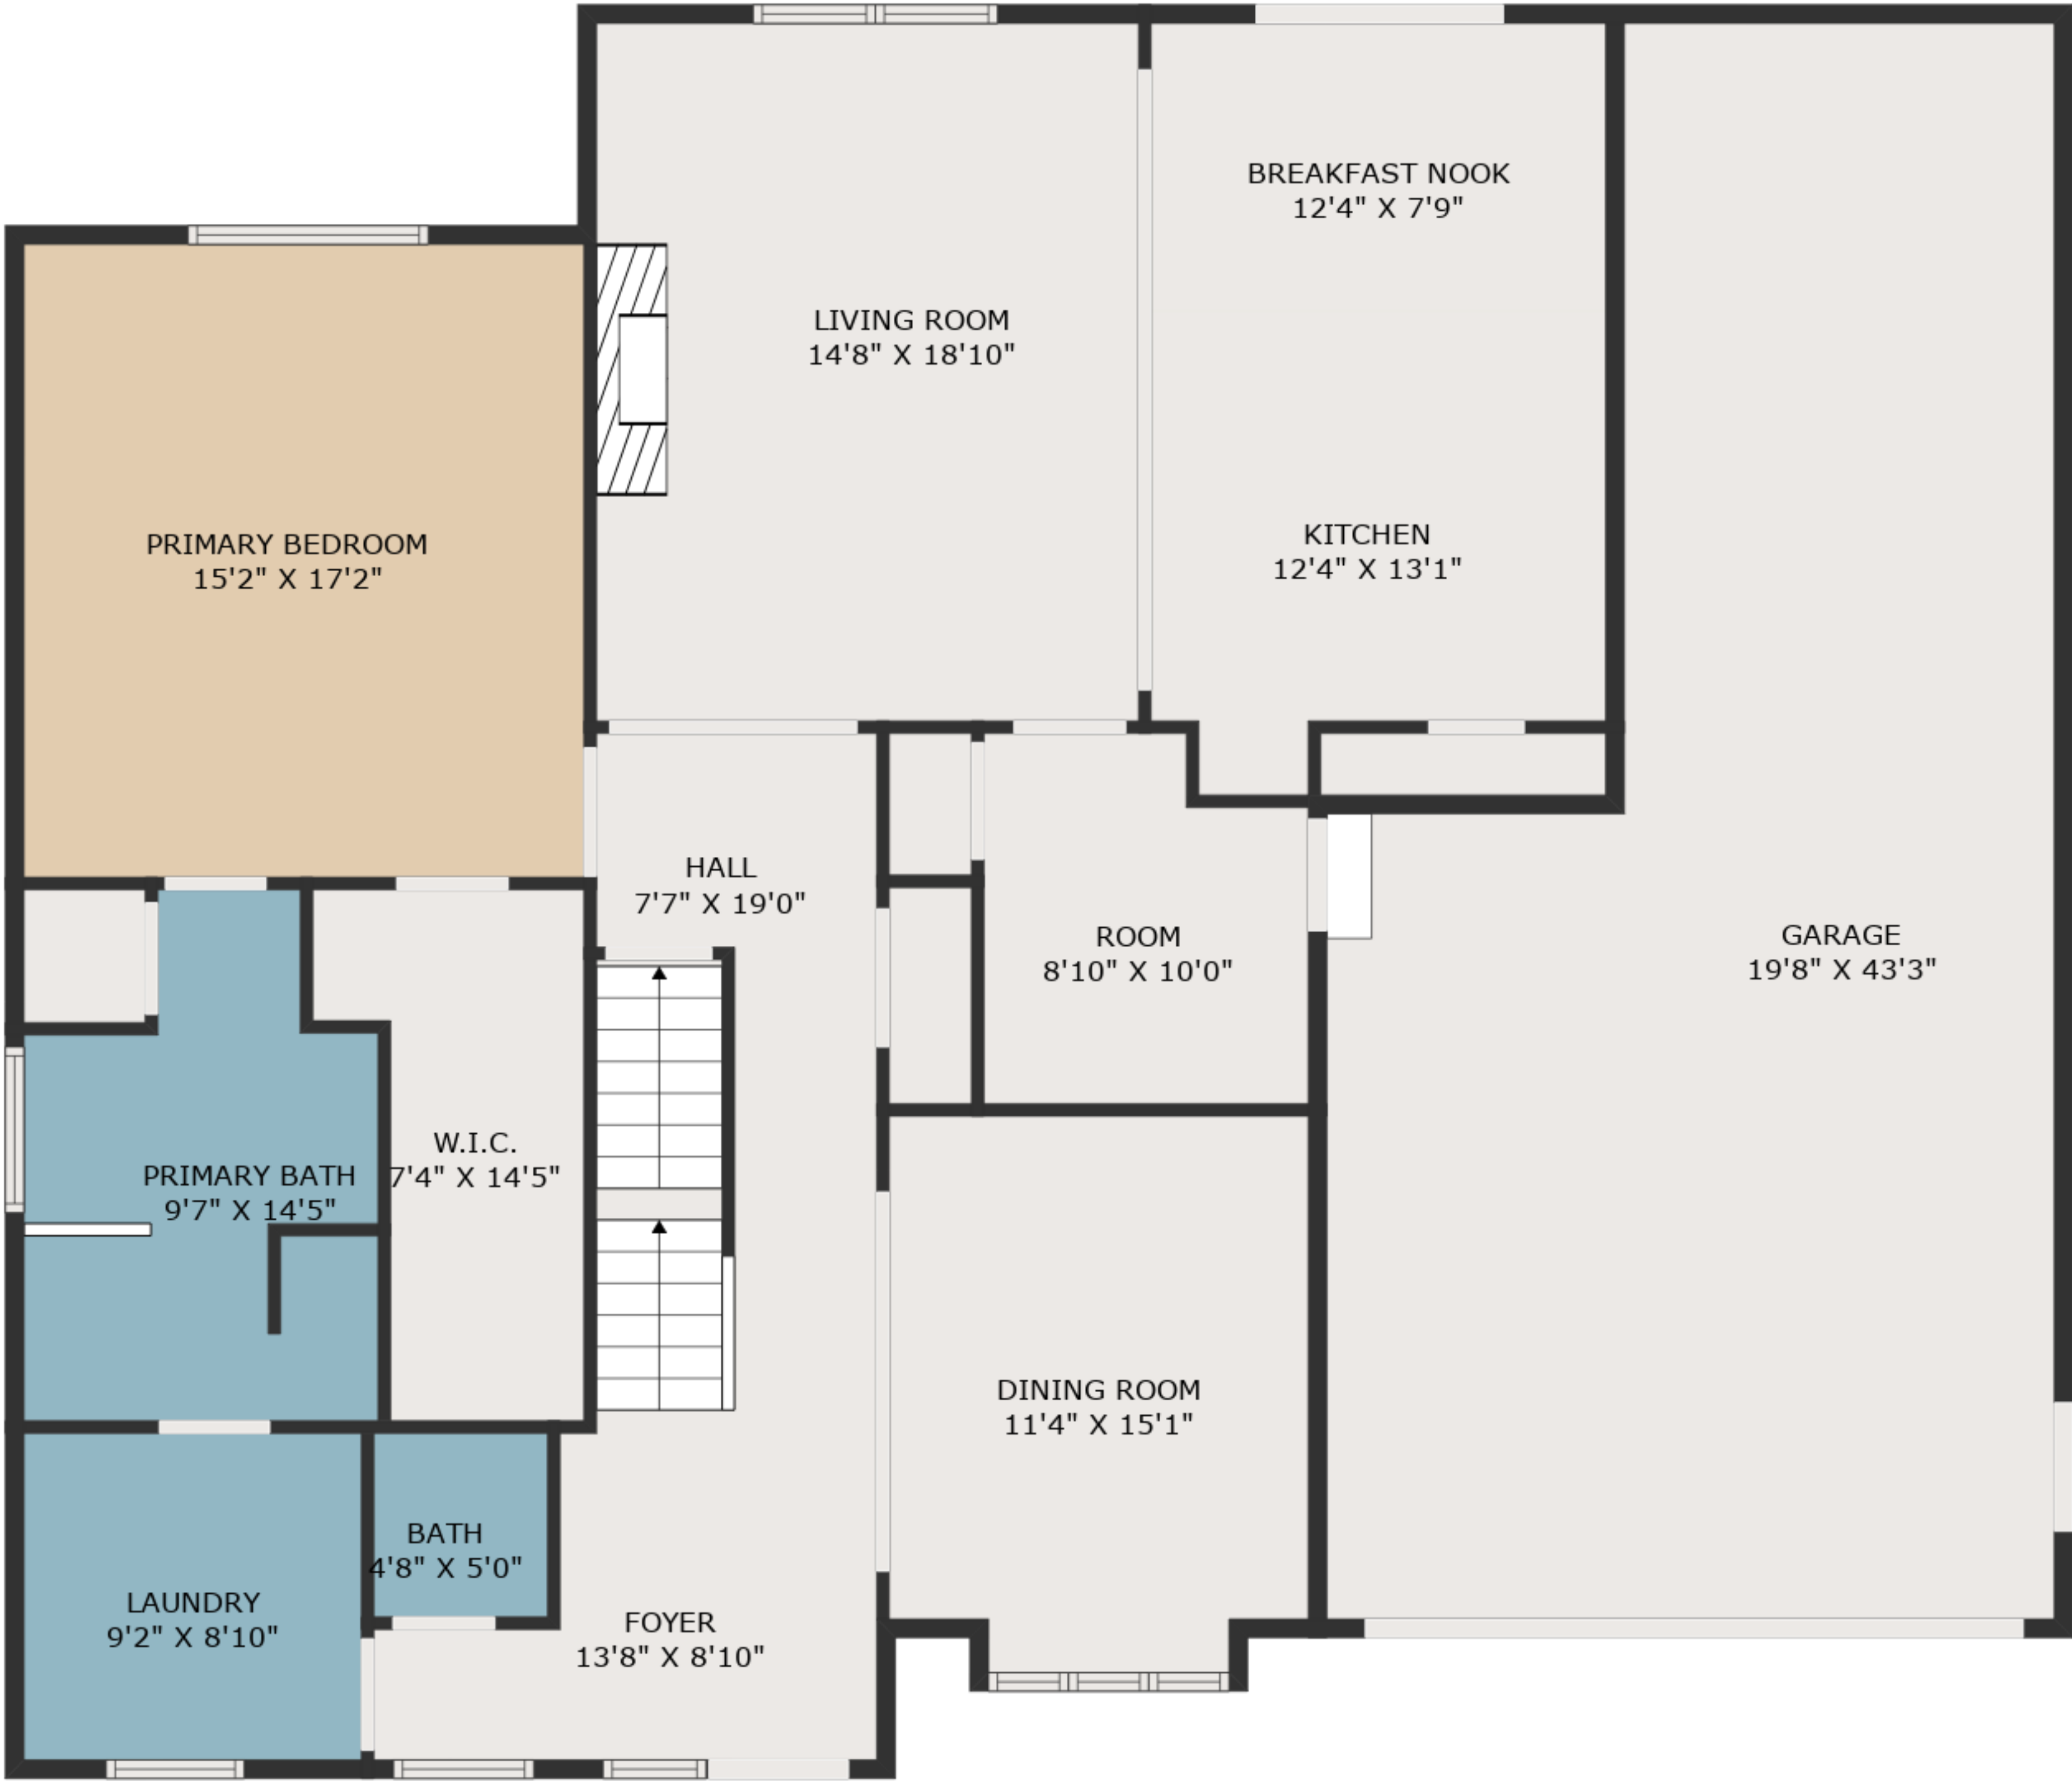 BREAKFAST NOOK
12'4" X 7'9"
LIVING ROOM
14'8" X 18'10"
KITCHEN
12'4" X 13'1"
PRIMARY BEDROOM
15'2" X 17'2"
HALL
7'7" X 19'0"
ROOM
8'10" X 10'0"
GARAGE
19'8" X 43'3"
W.I.C.
7'4" X 14'5"
PRIMARY BATH
9'7" X 14'5"
DINING ROOM
11'4" X 15'1"
BATH
4'8" X 5'0"
LAUNDRY
9'2" X 8'10"
FOYER
13'8" X 8'10"